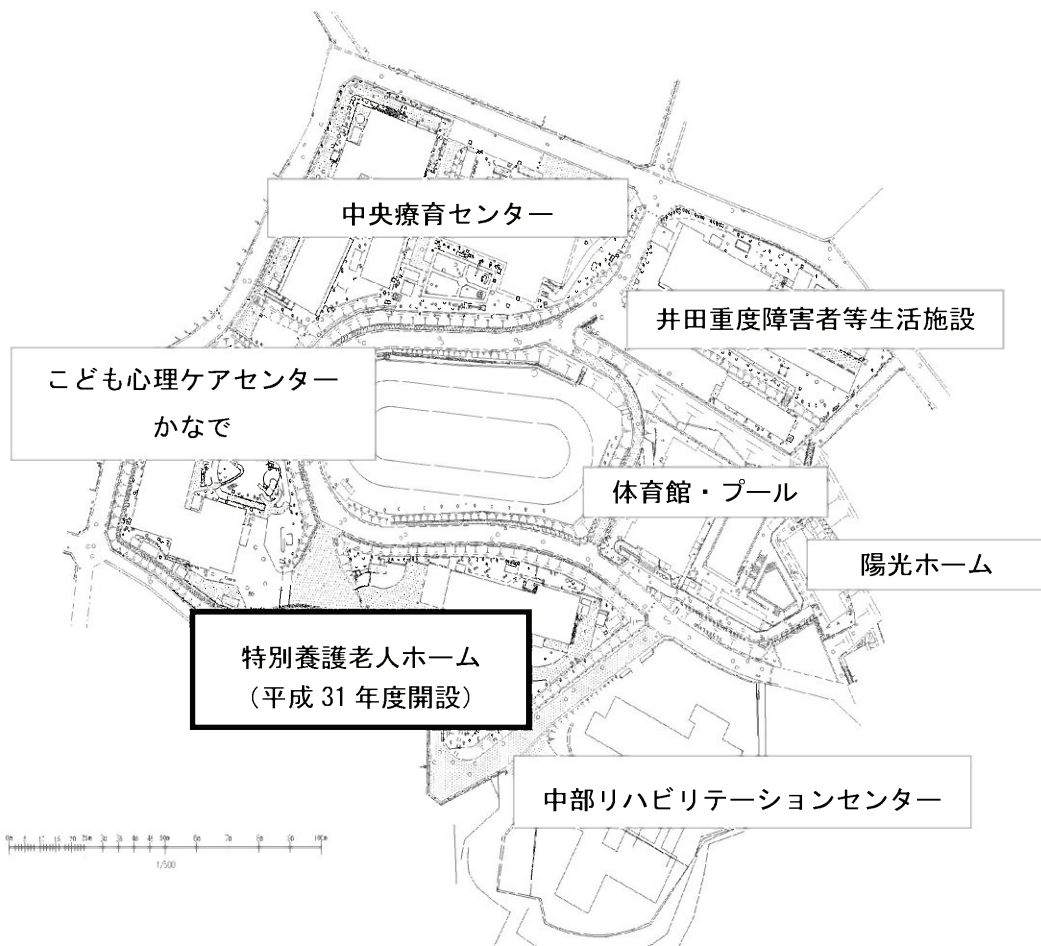 中央療育センター
井田重度障害者等生活施設
こども心理ケアセンター
かなで
体育館・プール
陽光ホーム
特別養護老人ホーム
（平成 31 年度開設）
中部リハビリテーションセンター
1/500